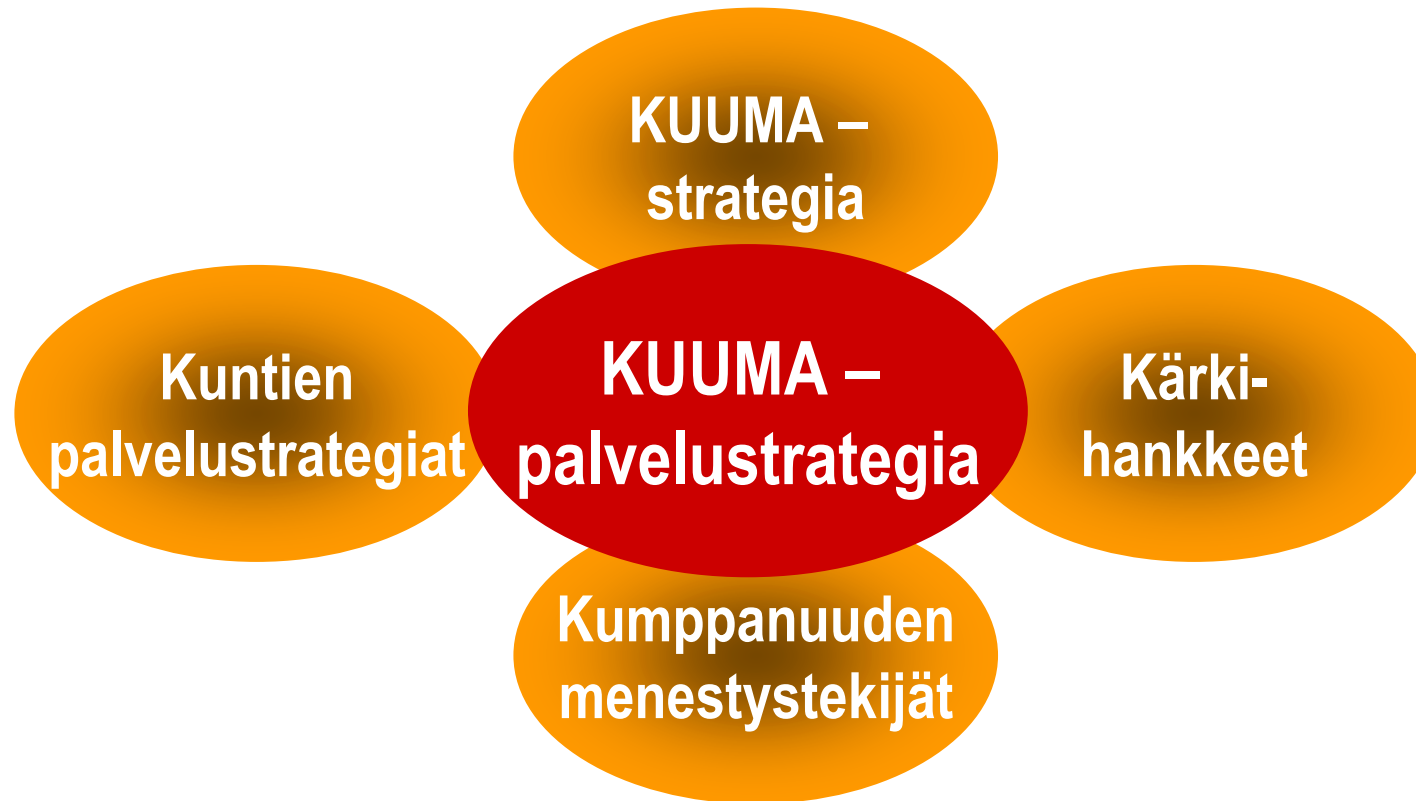 KUUMA –
strategia
Kuntien
palvelustrategiat
KUUMA –
palvelustrategia
Kärki-
hankkeet
Kumppanuuden
menestystekijät